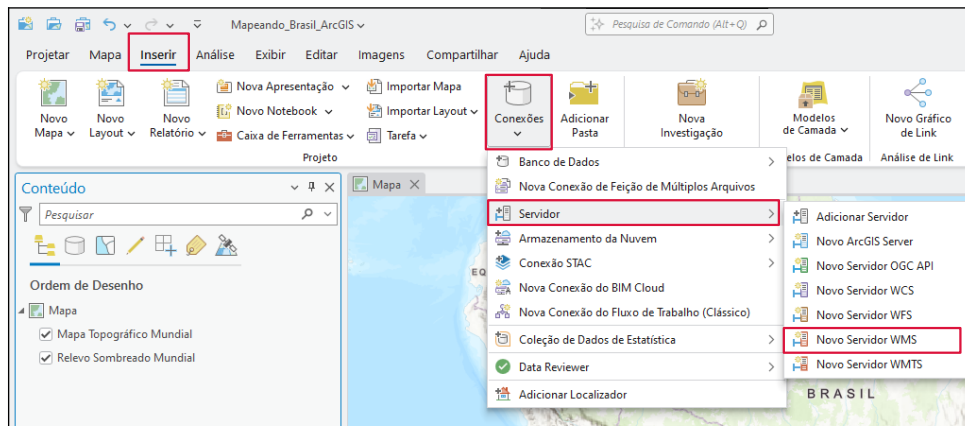 Mapeando_Brasil_ArcGIS
Pesquisa de Comando (Alt+Q)
Projetar Mapa Inserir Análise Exibir Editar Imagens Compartilhar Ajuda
Novo Mapa
Novo Layout
Novo Relatório
Nova Apresentação
Novo Notebook
Caixa de Ferramentas
Importar Mapa
Importar Layout
Tarefa
Projeto
Conexões
Adicionar Pasta
Nova Investigação
Modelos de Camada
elos de Camada
Novo Gráfico de Link
Análise de Link
Conteúdo
Pesquisar
Ordem de Desenho
Mapa
Mapa Topográfico Mundial
Relevo Sombreado Mundial
Mapa
EQ
Banco de Dados
Nova Conexão de Feição de Múltiplos Arquivos
Servidor
Armazenamento da Nuvem
Conexão STAC
Nova Conexão do BIM Cloud
Nova Conexão do Fluxo de Trabalho (Clássico)
Coleção de Dados de Estatística
Data Reviewer
Adicionar Localizador
Adicionar Servidor
Novo ArcGIS Server
Novo Servidor OGC API
Novo Servidor WCS
Novo Servidor WFS
Novo Servidor WMS
Novo Servidor WMTS
BRASIL